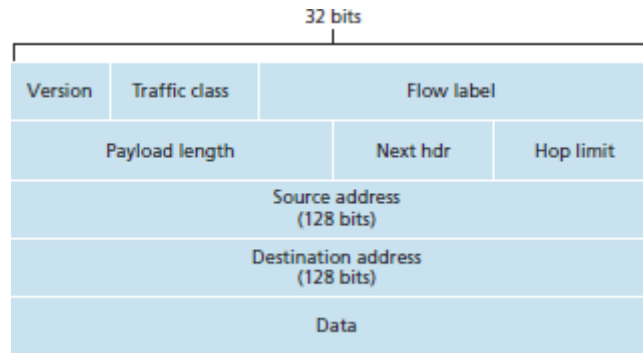 32 bits
Version Traffic class Flow label
Payload length Next hdr Hop limit
Source address
(128 bits)
Destination address
(128 bits)
Data